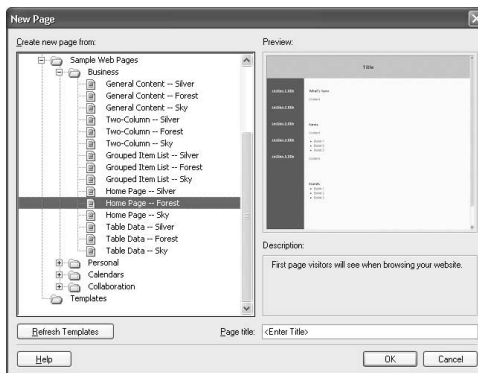 New Page
Create new page from:
Sample Web Pages
Business
General Content -- Silver
General Content -- Forest
General Content -- Sky
Two-Column -- Silver
Two-Column -- Forest
Two-Column -- Sky
Grouped Item List -- Silver
Grouped Item List -- Forest
Grouped Item List -- Sky
Home Page -- Silver
Home Page -- Forest
Home Page -- Sky
Table Data -- Silver
Table Data -- Forest
Table Data -- Sky
Personal
Calendars
Collaboration
Templates
Preview:
Title
Description:
First page visitors will see when browsing your website.
Refresh Templates
Page title:
<Enter Title>
Help
OK
Cancel